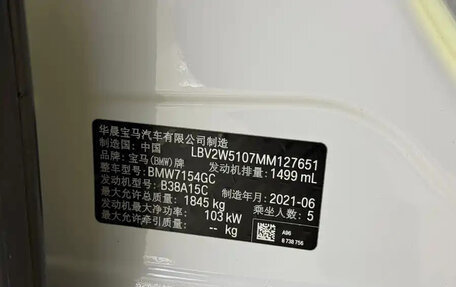 华晨宝马汽车有限公司制造
制造国：中国 LBV2W5107MM127651
品牌：宝马(BMW)牌 发动机排量：1499 mL
整车型号：BMW7154GC
发动机型号：B38A15C 制造年月：2021-06
最大允许总质量：1845 kg 乘坐人数：5
发动机最大净功率：103 kW
最大允许牵引质量：-- kg
A96
8 738 756